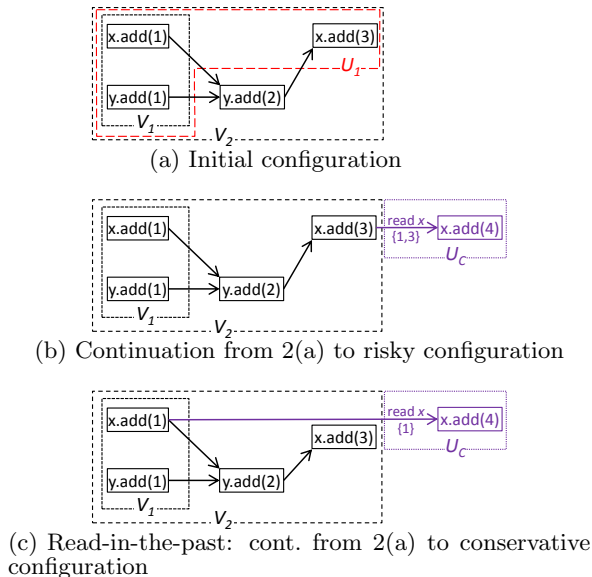 x.add(1)
x.add(3)
U1
y.add(1)
y.add(2)
V1
V2
(a) Initial configuration
x.add(1)
x.add(3)
read x
{1,3}
x.add(4)
UC
y.add(1)
y.add(2)
V1
V2
(b) Continuation from 2(a) to risky configuration
x.add(1)
read x
{1}
x.add(4)
x.add(3)
UC
y.add(1)
y.add(2)
V1
V2
(c) Read-in-the-past: cont. from 2(a) to conservative
configuration